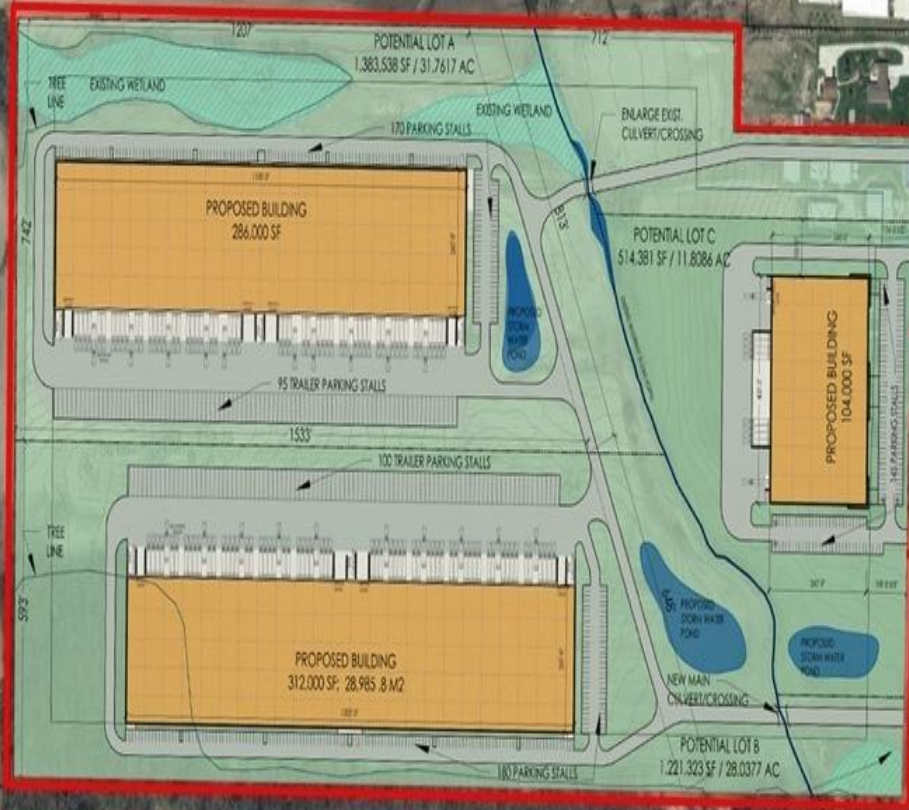 1207'
712'
POTENTIAL LOT A
1,383,538 SF / 31.7617 AC
TREE
LINE
EXISTING WETLAND
EXISTING WETLAND
ENLARGE EXIST.
CULVERT/CROSSING
170 PARKING STALLS
PROPOSED BUILDING
286,000 SF
742'
813'
POTENTIAL LOT C
514,381 SF / 11.8086 AC
PROPOSED
STORM
WATER
POND
PROPOSED BUILDING
104,000 SF
145 PARKING STALLS
95 TRAILER PARKING STALLS
1533'
100 TRAILER PARKING STALLS
TREE
LINE
593'
PROPOSED
STORM WATER
POND
PROPOSED
STORM WATER
POND
PROPOSED BUILDING
312,000 SF; 28,985 .8 M2
NEW MAIN
CULVERT/CROSSING
180 PARKING STALLS
POTENTIAL LOT B
1,221,323 SF / 28.0377 AC